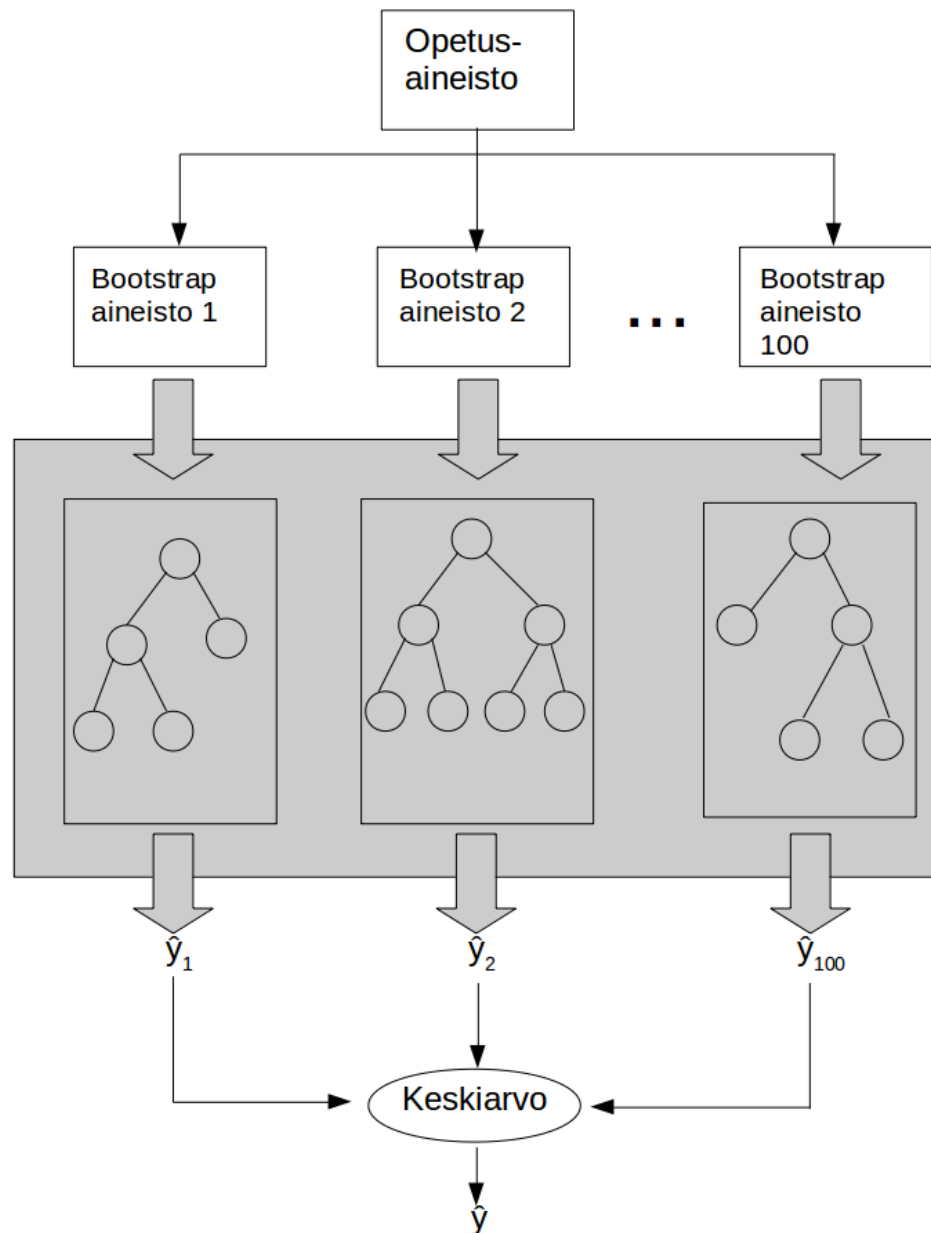 Opetus-
aineisto
Bootstrap
aineisto 1
Bootstrap
aineisto 2
...
Bootstrap
aineisto
100
ŷ1
ŷ2
ŷ100
Keskiarvo
ŷ